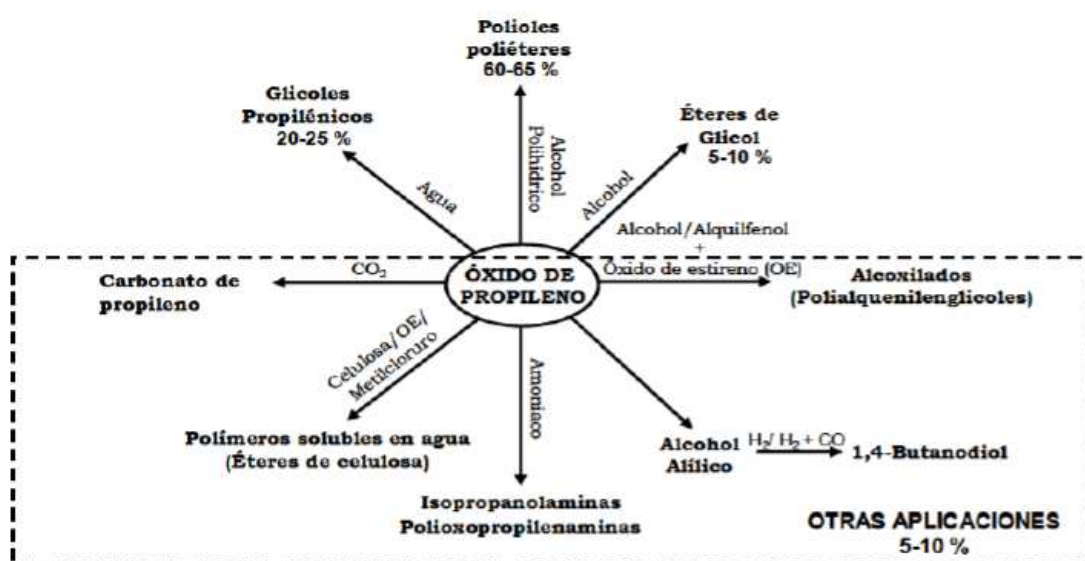 Polioles
poliéteres
60-65 %
Glicoles
Propilénicos
20-25 %
Éteres de
Glicol
5-10 %
Agua
Alcohol
Polihídrico
Alcohol
Alcohol/Alquilfenol
+
Óxido de estireno (OE)
CO₂
Carbonato de
propileno
ÓXIDO DE
PROPILENO
Alcoxilados
(Polialquenilenglicoles)
Celulosa/OE/
Metilcloruro
Amoniaco
Polímeros solubles en agua
(Éteres de celulosa)
Alcohol
Alílico
H₂/ H₂ + CO
1,4-Butanodiol
Isopropanolaminas
Polioxopropilenaminas
OTRAS APLICACIONES
5-10 %